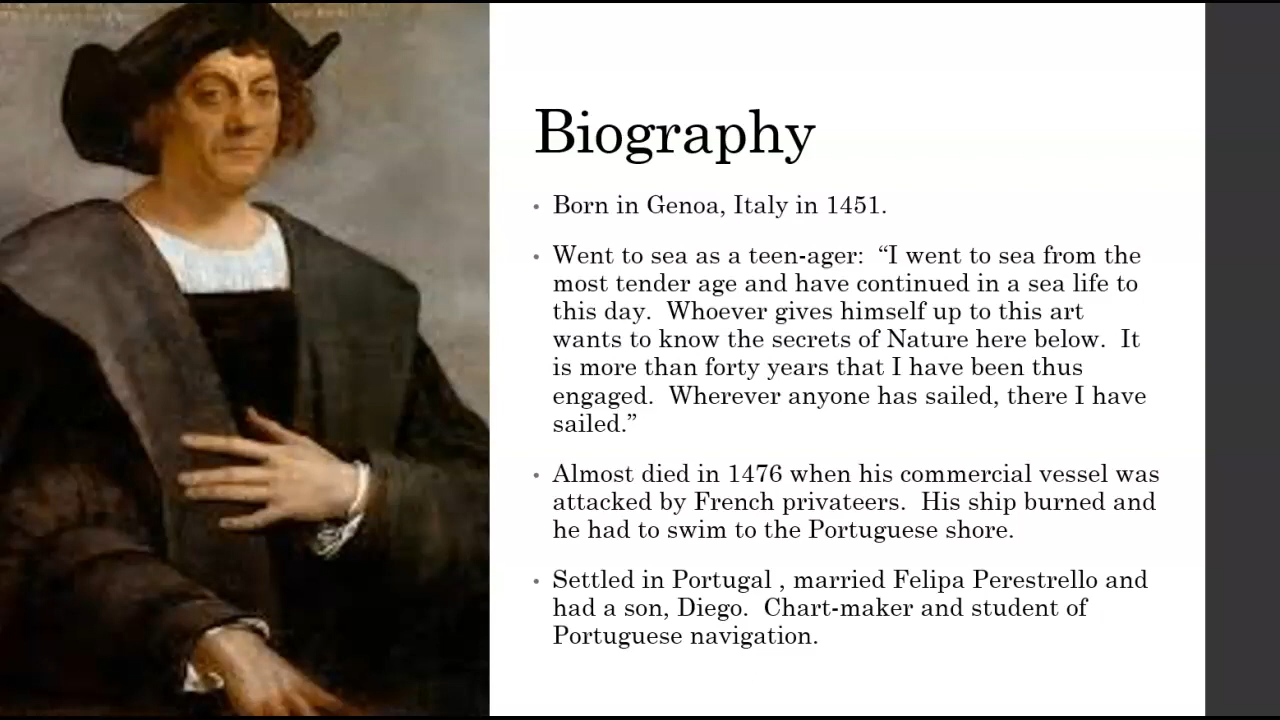 Biography
• Born in Genoa, Italy in 1451.
• Went to sea as a teen-ager:  “I went to sea from the
most tender age and have continued in a sea life to
this day.  Whoever gives himself up to this art
wants to know the secrets of Nature here below.  It
is more than forty years that I have been thus
engaged.  Wherever anyone has sailed, there I have
sailed.”
• Almost died in 1476 when his commercial vessel was
attacked by French privateers.  His ship burned and
he had to swim to the Portuguese shore.
• Settled in Portugal , married Felipa Perestrello and
had a son, Diego.  Chart-maker and student of
Portuguese navigation.